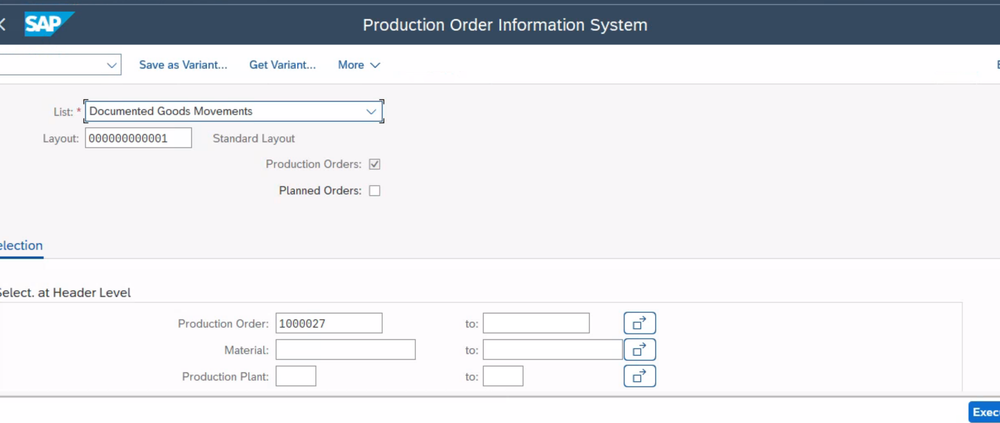 SAP
Production Order Information System
Save as Variant... Get Variant... More
List: * Documented Goods Movements
Layout: 000000000001 Standard Layout
Production Orders:
Planned Orders:
election
Select. at Header Level
Production Order: 1000027 to:
Material: to:
Production Plant: to:
Exec